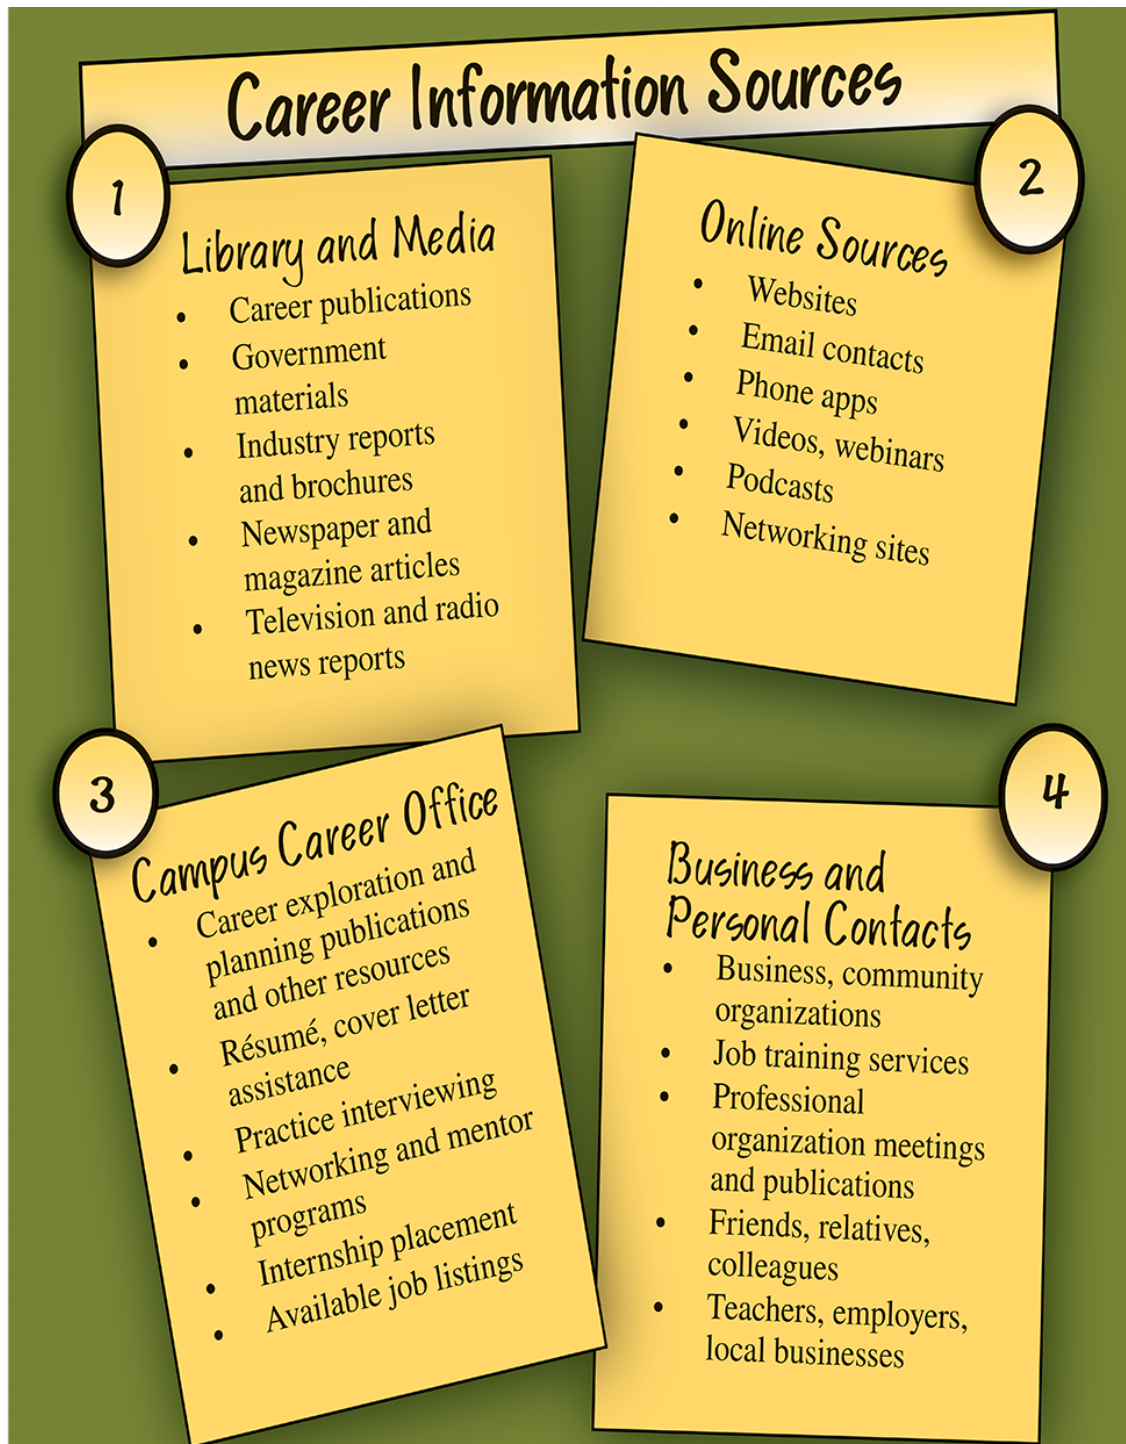 Career Information Sources
1
Library and Media
• Career publications
• Government
materials
• Industry reports
and brochures
• Newspaper and
magazine articles
• Television and radio
news reports
2
Online Sources
• Websites
• Email contacts
• Phone apps
• Videos, webinars
• Podcasts
• Networking sites
3
Campus Career Office
• Career exploration and
planning publications
and other resources
• Résumé, cover letter
assistance
• Practice interviewing
• Networking and mentor
programs
• Internship placement
• Available job listings
4
Business and
Personal Contacts
• Business, community
organizations
• Job training services
• Professional
organization meetings
and publications
• Friends, relatives,
colleagues
• Teachers, employers,
local businesses